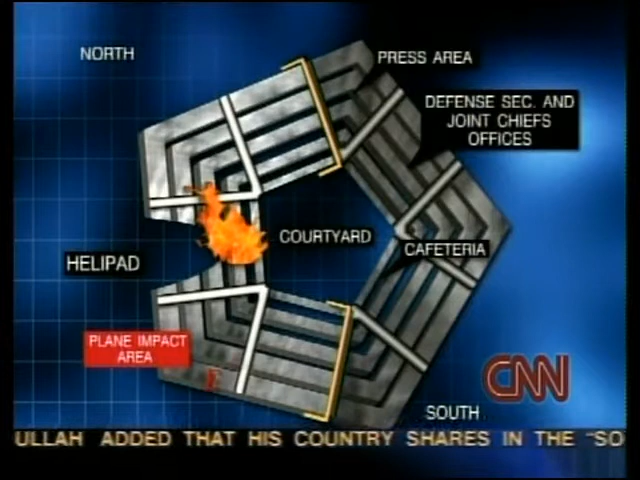 NORTH
PRESS AREA
DEFENSE SEC. AND
JOINT CHIEFS
OFFICES
COURTYARD
CAFETERIA
HELIPAD
PLANE IMPACT
AREA
CNN
SOUTH
ULLAH ADDED THAT HIS COUNTRY SHARES IN THE "SO